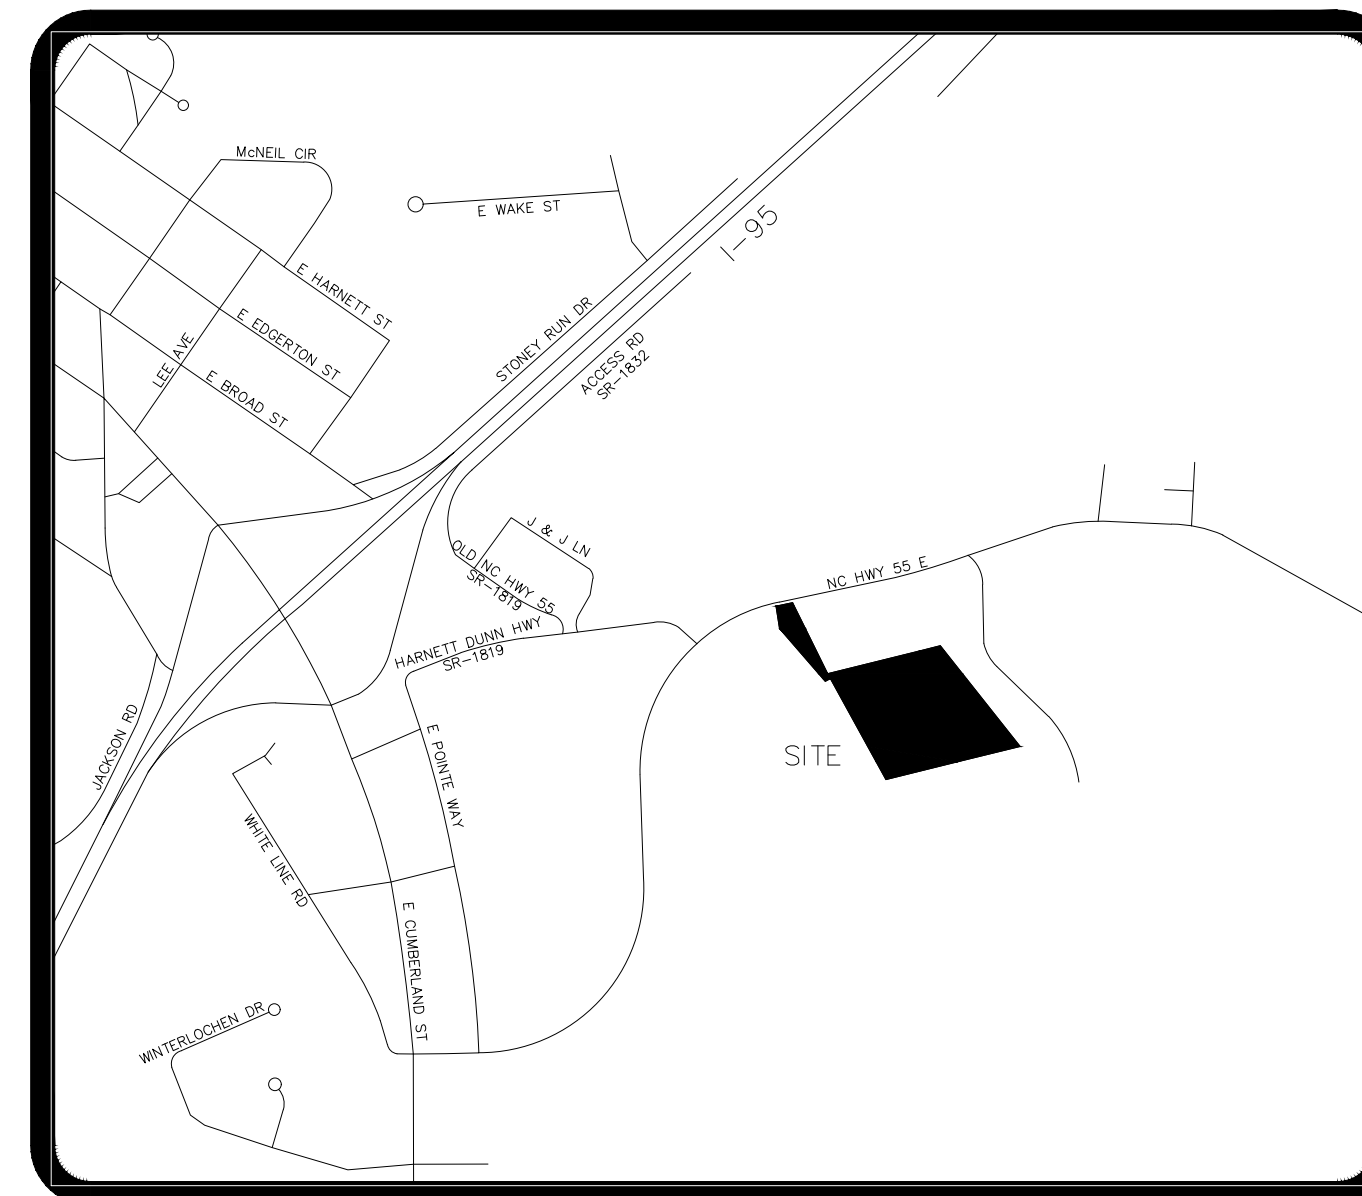 McNEIL CIR
E WAKE ST
I-95
E HARNETT ST
E EDGERTON ST
STONEY RUN DR
LEE AVE
ACCESS RD
SR-1832
E BROAD ST
J & J LN
OLD NC HWY 55
SR-1819
NC HWY 55 E
HARNETT DUNN HWY
SR-1819
JACKSON RD
E POINTE WAY
SITE
WHITE LINE RD
E CUMBERLAND ST
WINTERLOCHEN DR